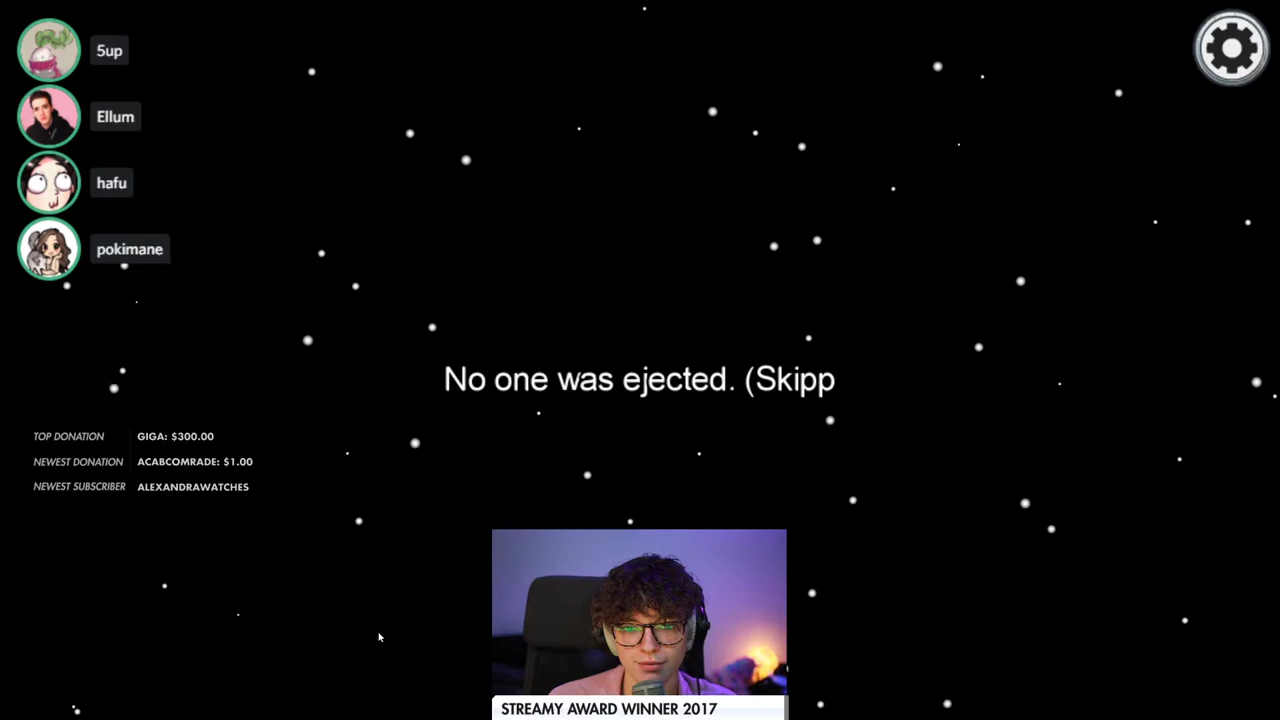 5up
Ellum
hafu
pokimane
No one was ejected. (Skipp
TOP DONATION GIGA: $300.00
NEWEST DONATION ACABCOMRADE: $1.00
NEWEST SUBSCRIBER ALEXANDRAWATCHES
STREAMY AWARD WINNER 2017